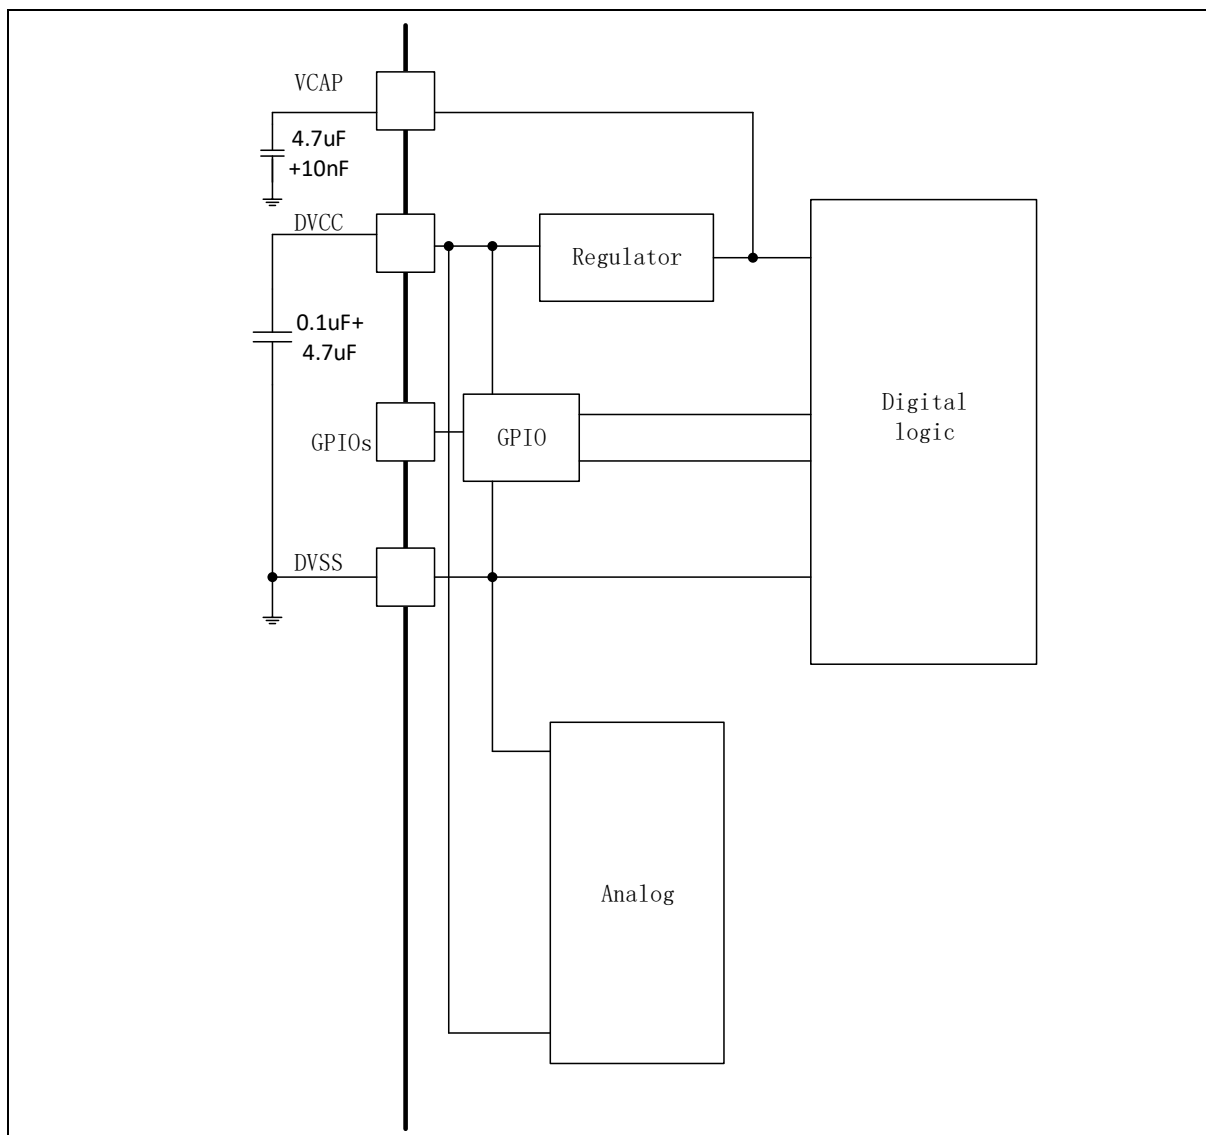 VCAP
4.7uF
+10nF
DVCC
Regulator
0.1uF+
4.7uF
Digital
logic
GPIOs
GPIO
DVSS
Analog